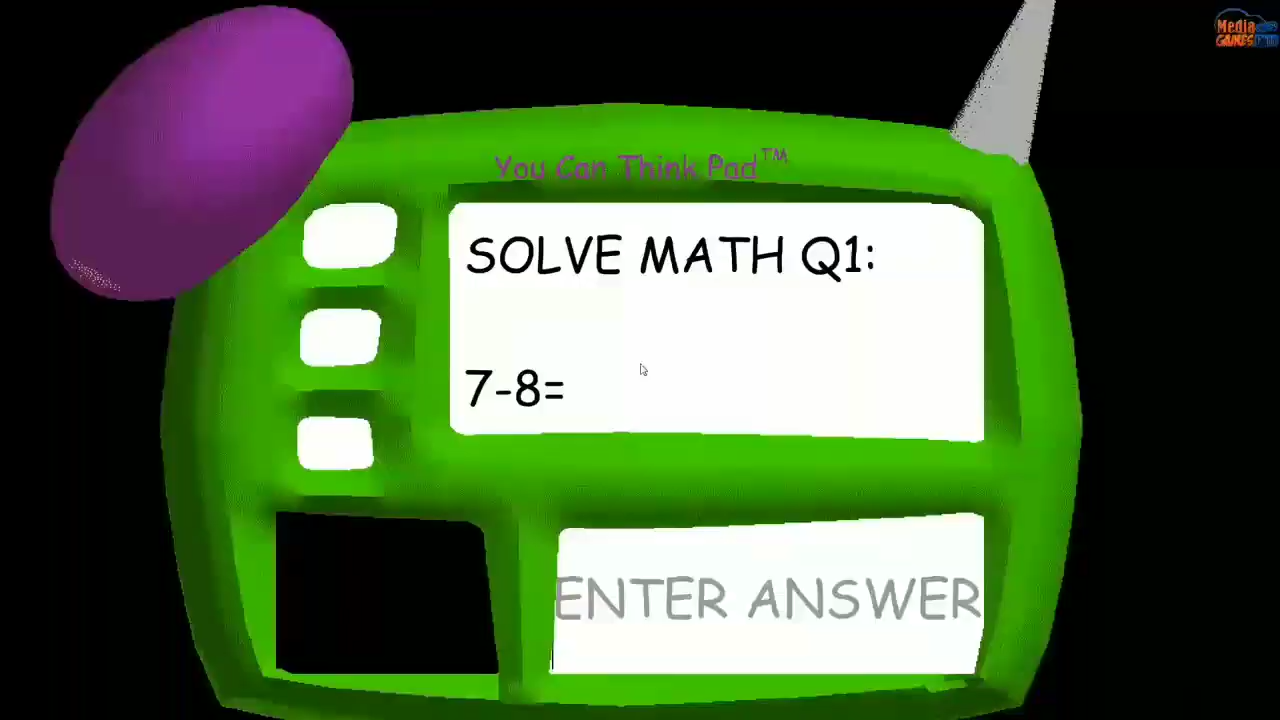 Media
GAMES
You Can Think Pad™
SOLVE MATH Q1:
7-8=
ENTER ANSWER